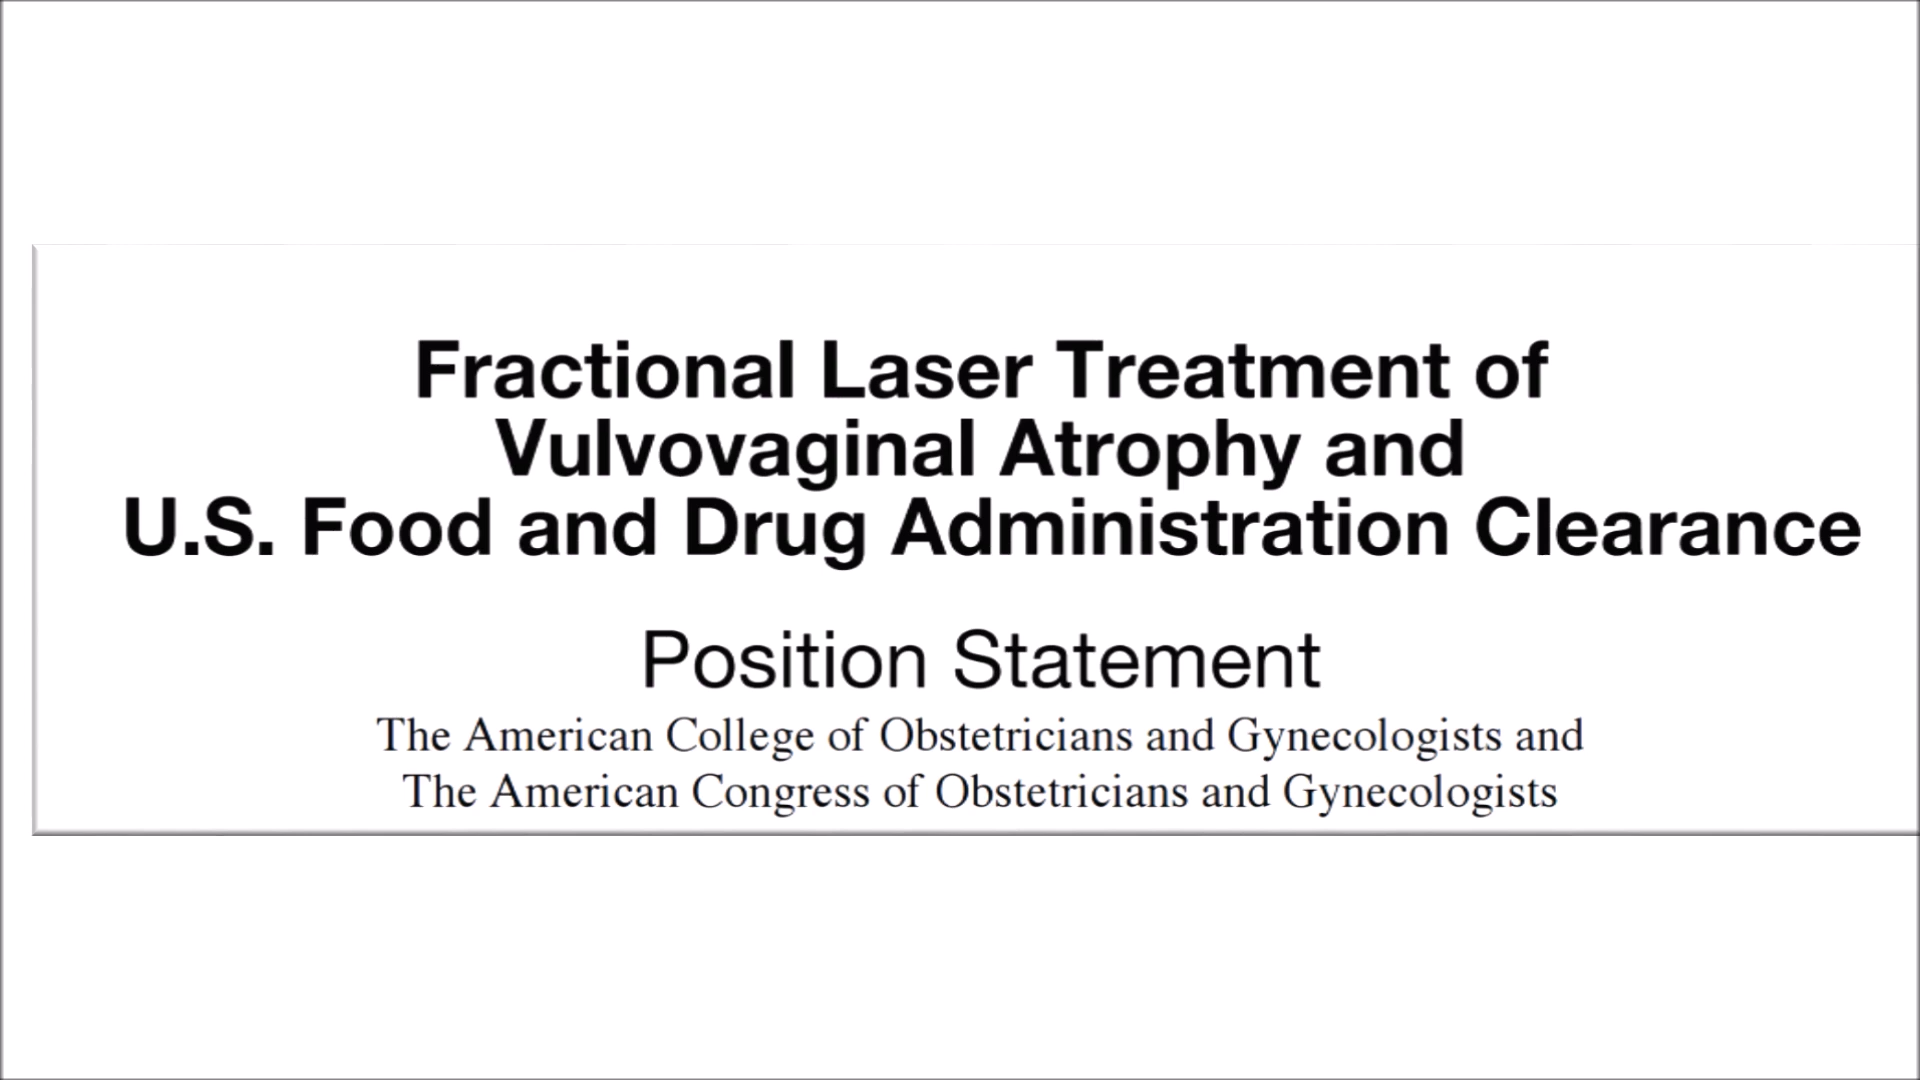 Fractional Laser Treatment of
Vulvovaginal Atrophy and
U.S. Food and Drug Administration Clearance
Position Statement
The American College of Obstetricians and Gynecologists and
The American Congress of Obstetricians and Gynecologists